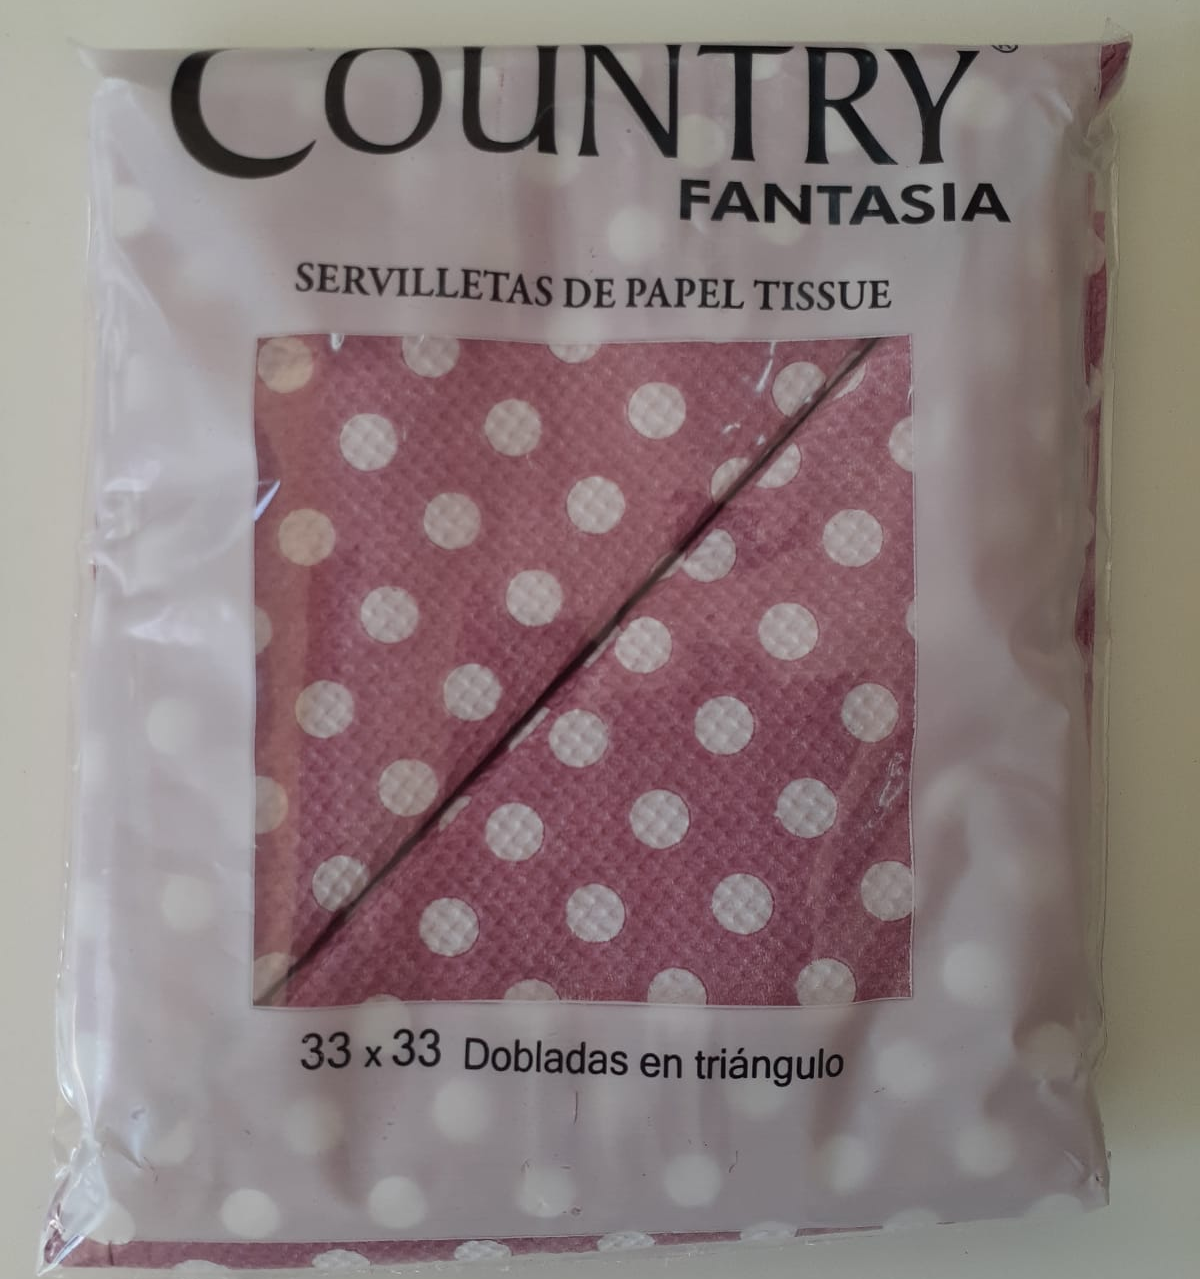 COUNTRY®
FANTASIA
SERVILLETAS DE PAPEL TISSUE
33 x 33 Dobladas en triángulo